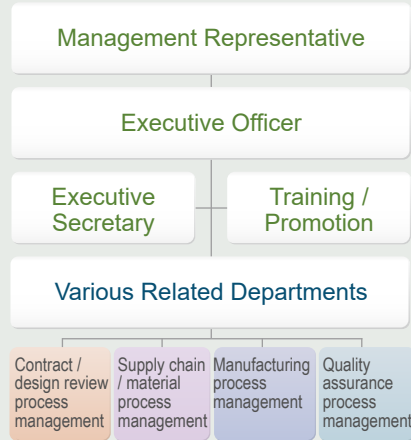 Management Representative
Executive Officer
Executive
Secretary
Training /
Promotion
Various Related Departments
Contract /
design review
process
management
Supply chain
/ material
process
management
Manufacturing
process
management
Quality
assurance
process
management